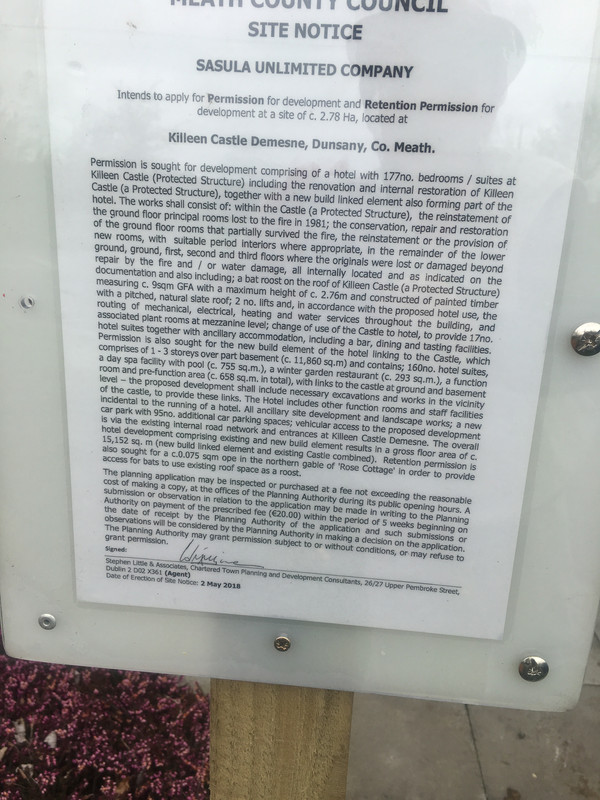 MEATH COUNTY COUNCIL
SITE NOTICE
SASULA UNLIMITED COMPANY
Intends to apply for Permission for development and Retention Permission for
development at a site of c. 2.78 Ha, located at
Killeen Castle Demesne, Dunsany, Co. Meath.
Permission is sought for development comprising of a hotel with 177no. bedrooms / suites at
Killeen Castle (Protected Structure) including the renovation and internal restoration of Killeen
Castle (a Protected Structure), together with a new build linked element also forming part of the
hotel. The works shall consist of: within the Castle (a Protected Structure), the reinstatement of
the ground floor principal rooms lost to the fire in 1981; the conservation, repair and restoration
of the ground floor rooms that partially survived the fire, the reinstatement or the provision of
new rooms, with suitable period interiors where appropriate, in the remainder of the lower
ground, ground, first, second and third floors where the originals were lost or damaged beyond
repair by the fire and / or water damage, all internally located and as indicated on the
documentation and also including; a bat roost on the roof of Killeen Castle (a Protected Structure)
measuring c. 9sqm GFA with a maximum height of c. 2.76m and constructed of painted timber
with a pitched, natural slate roof; 2 no. lifts and, in accordance with the proposed hotel use, the
routing of mechanical, electrical, heating and water services throughout the building, and
associated plant rooms at mezzanine level; change of use of the Castle to hotel, to provide 17no.
hotel suites together with ancillary accommodation, including a bar, dining and tasting facilities.
Permission is also sought for the new build element of the hotel linking to the Castle, which
comprises of 1 - 3 storeys over part basement (c. 11,860 sq.m) and contains; 160no. hotel suites,
a day spa facility with pool (c. 755 sq.m.), a winter garden restaurant (c. 293 sq.m.), a function
room and pre-function area (c. 658 sq.m. in total), with links to the castle at ground and basement
level – the proposed development shall include necessary excavations and works in the vicinity
of the castle, to provide these links. The Hotel includes other function rooms and staff facilities
incidental to the running of a hotel. All ancillary site development and landscape works; a new
car park with 95no. additional car parking spaces; vehicular access to the proposed development
is via the existing internal road network and entrances at Killeen Castle Demesne. The overall
hotel development comprising existing and new build element results in a gross floor area of c.
15,152 sq. m (new build linked element and existing Castle combined). Retention permission is
also sought for a c.0.075 sqm ope in the northern gable of 'Rose Cottage' in order to provide
access for bats to use existing roof space as a roost.
The planning application may be inspected or purchased at a fee not exceeding the reasonable
cost of making a copy, at the offices of the Planning Authority during its public opening hours. A
submission or observation in relation to the application may be made in writing to the Planning
Authority on payment of the prescribed fee (€20.00) within the period of 5 weeks beginning on
the date of receipt by the Planning Authority of the application and such submissions or
observations will be considered by the Planning Authority in making a decision on the application.
The Planning Authority may grant permission subject to or without conditions, or may refuse to
grant permission.
Signed:
Stephen Little & Associates, Chartered Town Planning and Development Consultants, 26/27 Upper Pembroke Street,
Dublin 2 D02 X361 (Agent)
Date of Erection of Site Notice: 2 May 2018